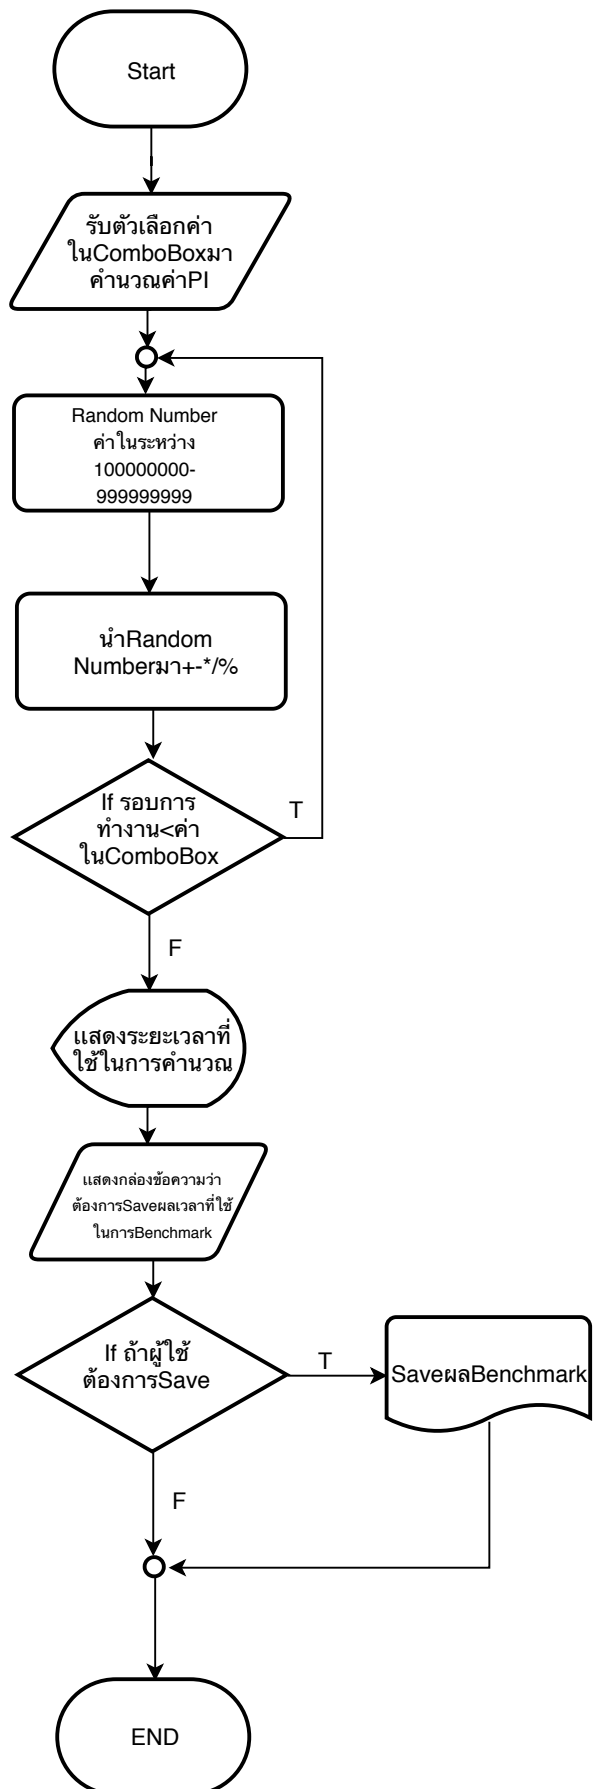 Start
รับตัวเลือกค่า
ในComboBoxมา
คำนวณค่าPI
Random Number
ค่าในระหว่าง
100000000-
999999999
นำRandom
Numberมา+-*/%
If รอบการ
ทำงาน<ค่า
ในComboBox
T
F
แสดงระยะเวลาที่
ใช้ในการคำนวณ
แสดงกล่องข้อความว่า
ต้องการSaveผลเวลาที่ใช้
ในการBenchmark
If ถ้าผู้ใช้
ต้องการSave
T
SaveผลBenchmark
F
END